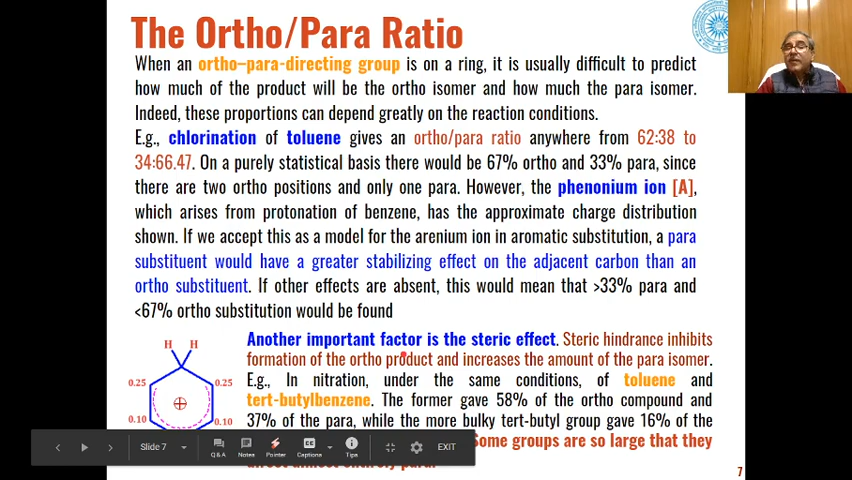 The Ortho/Para Ratio
When an ortho–para-directing group is on a ring, it is usually difficult to predict
how much of the product will be the ortho isomer and how much the para isomer.
Indeed, these proportions can depend greatly on the reaction conditions.
E.g., chlorination of toluene gives an ortho/para ratio anywhere from 62:38 to
34:66.47. On a purely statistical basis there would be 67% ortho and 33% para, since
there are two ortho positions and only one para. However, the phenonium ion [A],
which arises from protonation of benzene, has the approximate charge distribution
shown. If we accept this as a model for the arenium ion in aromatic substitution, a para
substituent would have a greater stabilizing effect on the adjacent carbon than an
ortho substituent. If other effects are absent, this would mean that >33% para and
<67% ortho substitution would be found
Another important factor is the steric effect. Steric hindrance inhibits
formation of the ortho product and increases the amount of the para isomer.
E.g., In nitration, under the same conditions, of toluene and
tert-butylbenzene. The former gave 58% of the ortho compound and
37% of the para, while the more bulky tert-butyl group gave 16% of the
Some groups are so large that they
H H
0.25 0.25
0.10 0.10
Slide 7 Q&A Notes Pointer Captions Tips EXIT
7